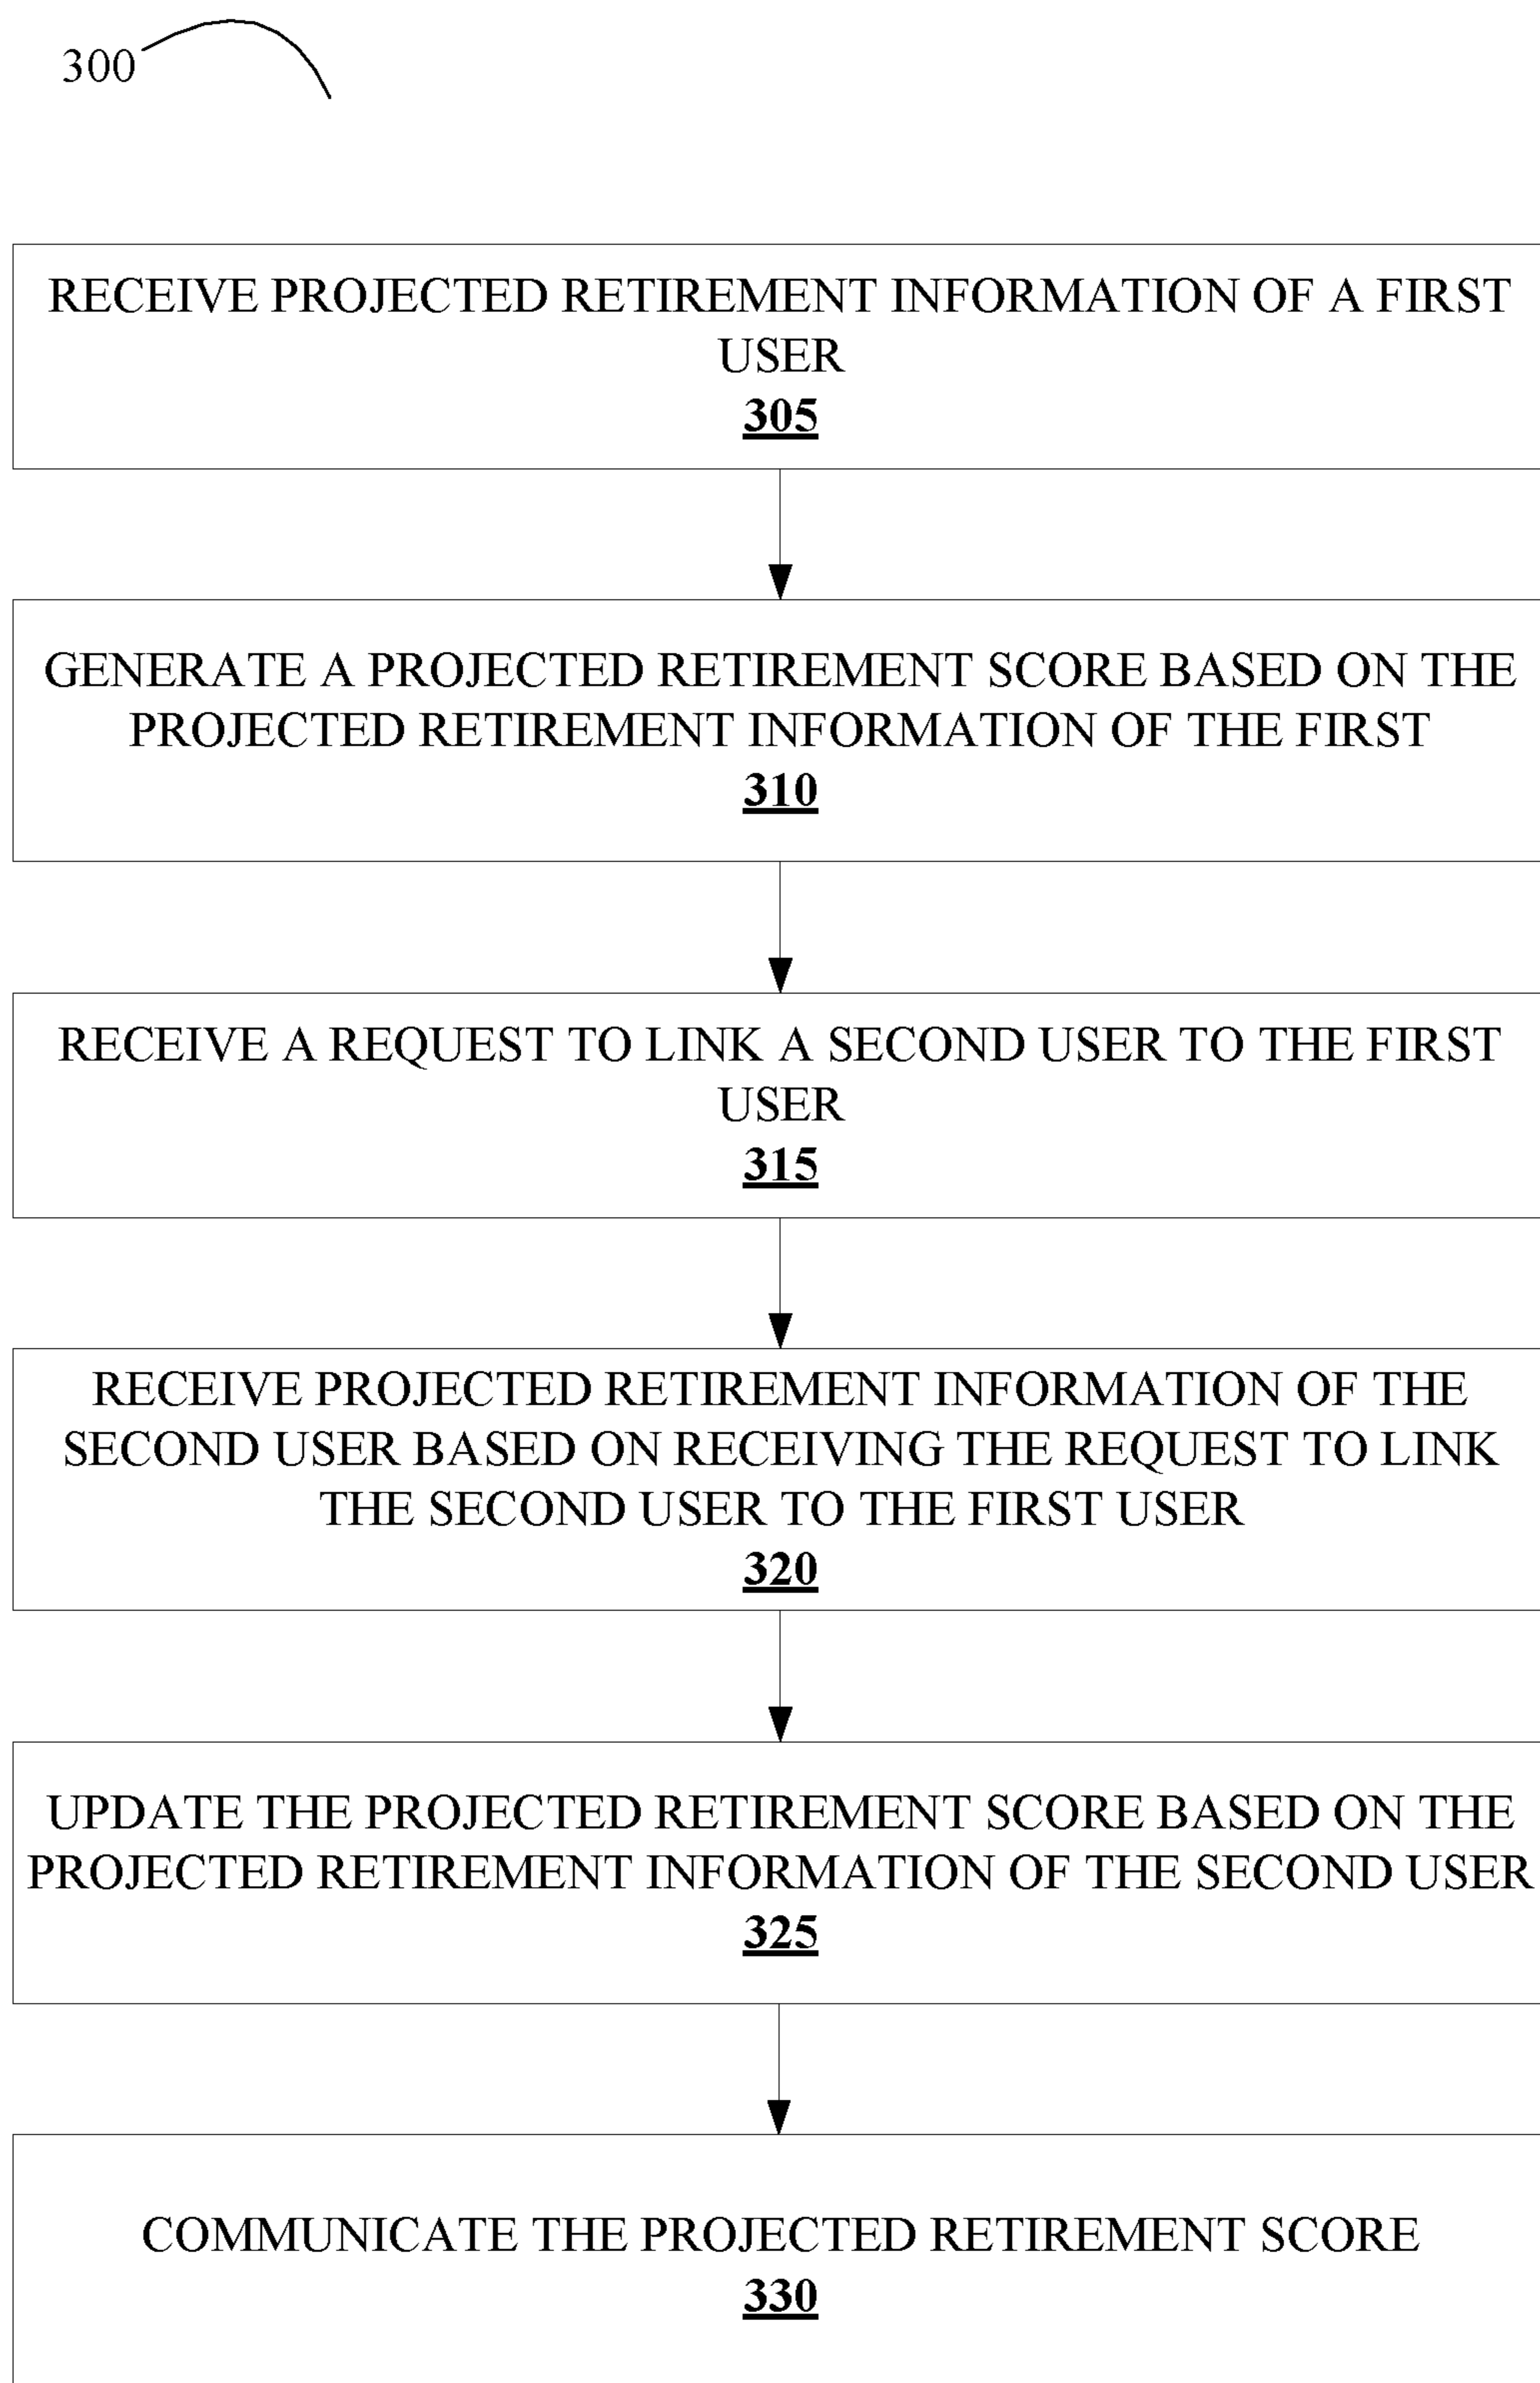 300
RECEIVE PROJECTED RETIREMENT INFORMATION OF A FIRST
USER
305
GENERATE A PROJECTED RETIREMENT SCORE BASED ON THE
PROJECTED RETIREMENT INFORMATION OF THE FIRST
310
RECEIVE A REQUEST TO LINK A SECOND USER TO THE FIRST
USER
315
RECEIVE PROJECTED RETIREMENT INFORMATION OF THE
SECOND USER BASED ON RECEIVING THE REQUEST TO LINK
THE SECOND USER TO THE FIRST USER
320
UPDATE THE PROJECTED RETIREMENT SCORE BASED ON THE
PROJECTED RETIREMENT INFORMATION OF THE SECOND USER
325
COMMUNICATE THE PROJECTED RETIREMENT SCORE
330